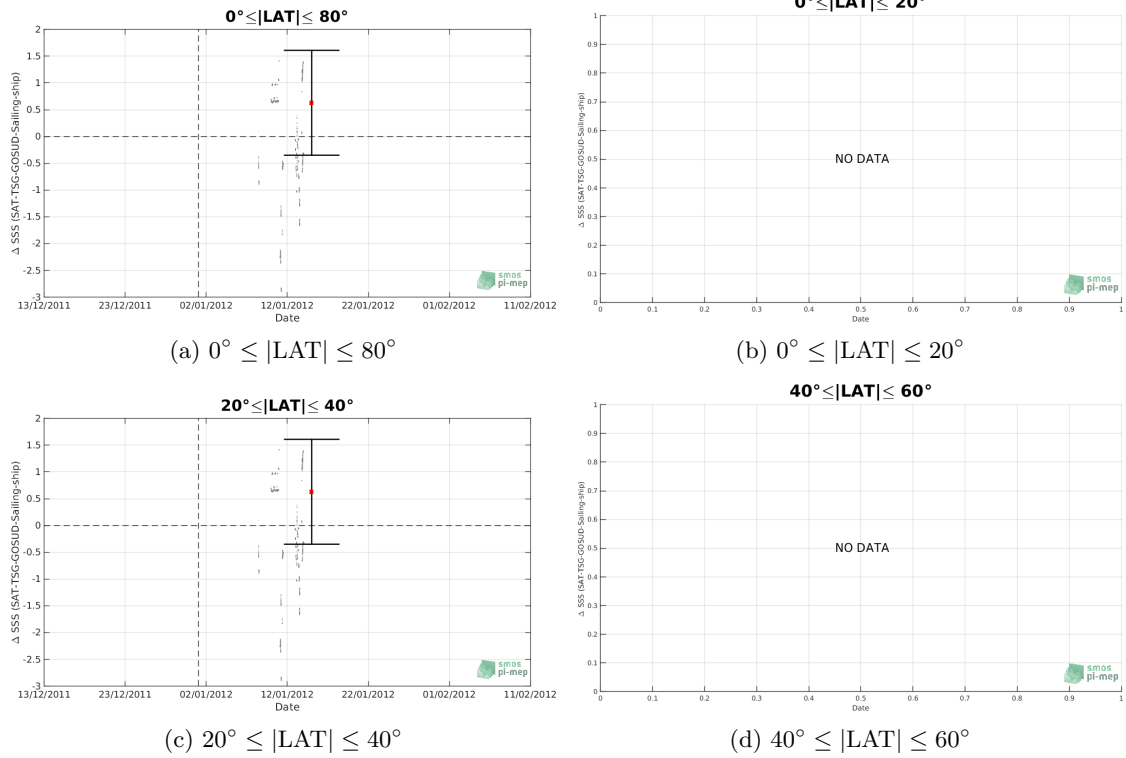 0°≤|LAT|≤ 80°
2
1.5
1
0.5
0
-0.5
-1
-1.5
-2
-2.5
-3
Δ SSS (SAT-TSG-GOSUD-Sailing-ship)
13/12/2011 23/12/2011 02/01/2012 12/01/2012 22/01/2012 01/02/2012 11/02/2012
Date
smos
pi-mep
(a) 0° ≤ |LAT| ≤ 80°
0°≤|LAT|≤ 20°
1
0.9
0.8
0.7
0.6
0.5
0.4
0.3
0.2
0.1
0
Δ SSS (SAT-TSG-GOSUD-Sailing-ship)
NO DATA
0 0.1 0.2 0.3 0.4 0.5 0.6 0.7 0.8 0.9 1
Date
smos
pi-mep
(b) 0° ≤ |LAT| ≤ 20°
20°≤|LAT|≤ 40°
2
1.5
1
0.5
0
-0.5
-1
-1.5
-2
-2.5
-3
Δ SSS (SAT-TSG-GOSUD-Sailing-ship)
13/12/2011 23/12/2011 02/01/2012 12/01/2012 22/01/2012 01/02/2012 11/02/2012
Date
smos
pi-mep
(c) 20° ≤ |LAT| ≤ 40°
40°≤|LAT|≤ 60°
1
0.9
0.8
0.7
0.6
0.5
0.4
0.3
0.2
0.1
0
Δ SSS (SAT-TSG-GOSUD-Sailing-ship)
NO DATA
0 0.1 0.2 0.3 0.4 0.5 0.6 0.7 0.8 0.9 1
Date
smos
pi-mep
(d) 40° ≤ |LAT| ≤ 60°